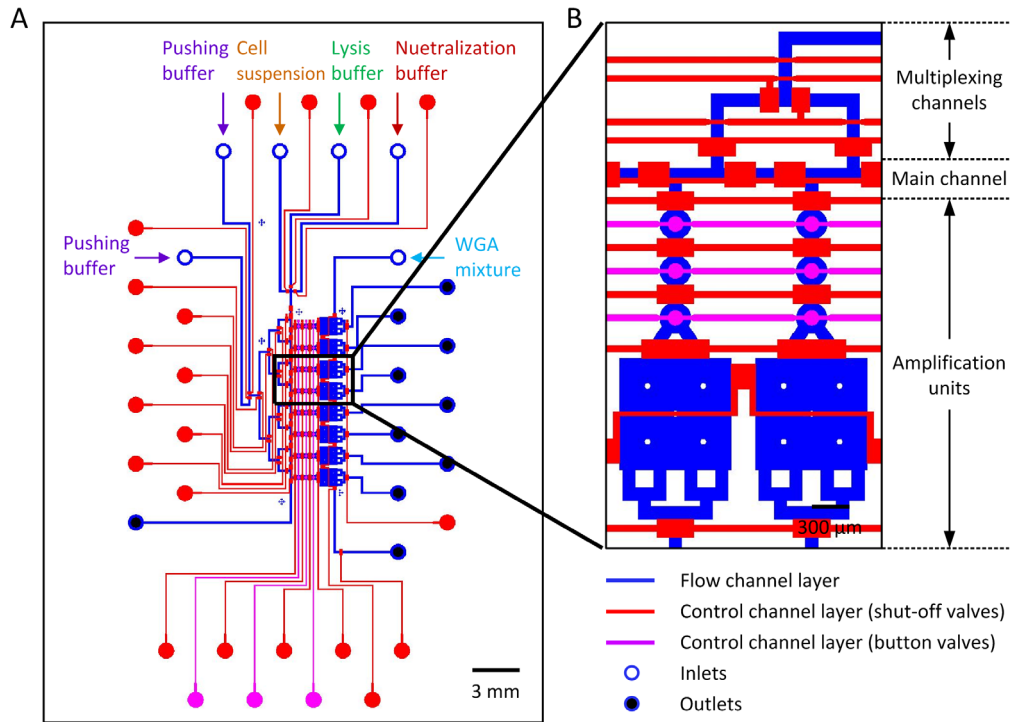 A
B
Pushing
buffer
Cell
suspension
Lysis
buffer
Nuetralization
buffer
Pushing
buffer
WGA
mixture
3 mm
Multiplexing
channels
Main channel
Amplification
units
300 µm
Flow channel layer
Control channel layer (shut-off valves)
Control channel layer (button valves)
Inlets
Outlets